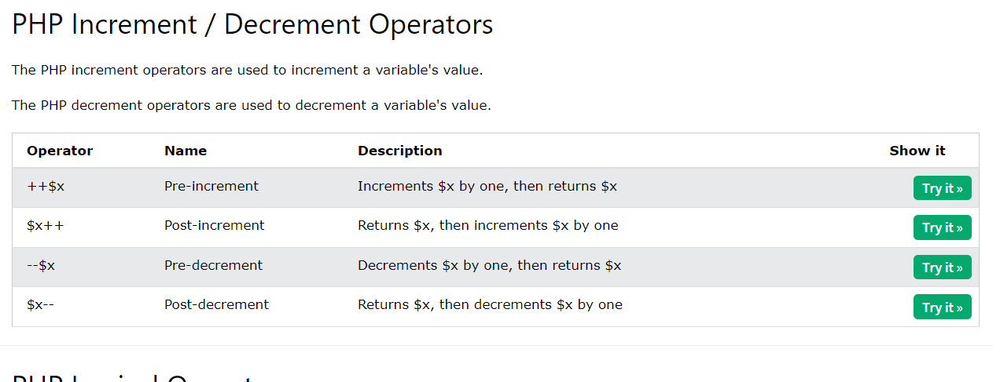 PHP Increment / Decrement Operators
The PHP increment operators are used to increment a variable's value.
The PHP decrement operators are used to decrement a variable's value.
Operator Name Description Show it
++$x Pre-increment Increments $x by one, then returns $x Try it »
$x++ Post-increment Returns $x, then increments $x by one Try it »
--$x Pre-decrement Decrements $x by one, then returns $x Try it »
$x-- Post-decrement Returns $x, then decrements $x by one Try it »
PHP